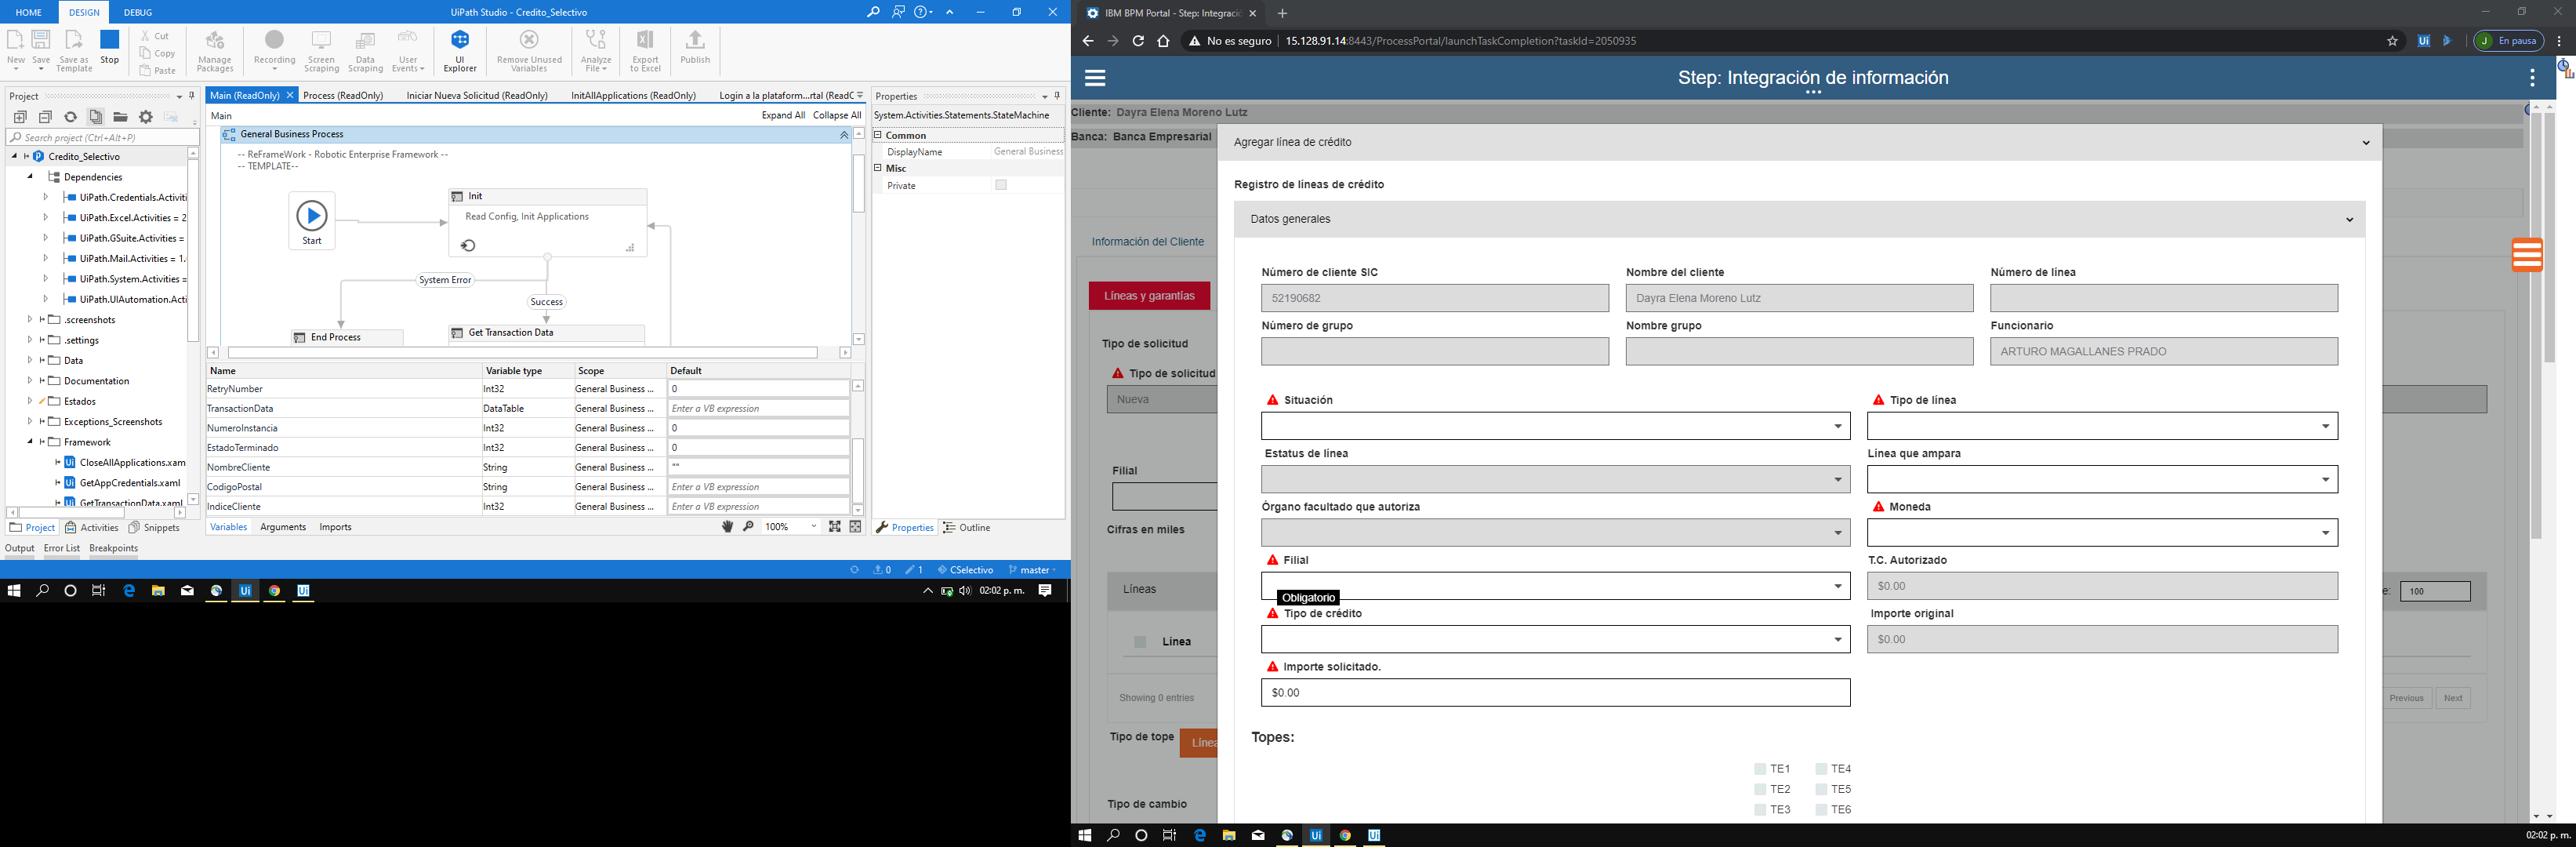 HOME DESIGN DEBUG UiPath Studio - Credito_Selectivo
New Save Save as Template Stop Cut Copy Paste Manage Packages Recording Screen Scraping Data Scraping User Events UI Explorer Remove Unused Variables Analyze File Export to Excel Publish
Project
Search project (Ctrl+Alt+P)
Credito_Selectivo
Dependencies
UiPath.Credentials.Activiti
UiPath.Excel.Activities = 2
UiPath.GSuite.Activities =
UiPath.Mail.Activities = 1.
UiPath.System.Activities =
UiPath.UIAutomation.Acti
.screenshots
.settings
Data
Documentation
Estados
Exceptions_Screenshots
Framework
CloseAllApplications.xam
GetAppCredentials.xaml
GetTransactionData.xaml
Project Activities Snippets
Output Error List Breakpoints
Main (ReadOnly) Process (ReadOnly) Iniciar Nueva Solicitud (ReadOnly) InitAllApplications (ReadOnly) Login a la plataform...rtal (ReadC
Main Expand All Collapse All
General Business Process
-- ReFrameWork - Robotic Enterprise Framework --
-- TEMPLATE--
Start
Init
Read Config, Init Applications
System Error
Success
End Process
Get Transaction Data
Name Variable type Scope Default
RetryNumber Int32 General Business ... 0
TransactionData DataTable General Business ... Enter a VB expression
NumeroInstancia Int32 General Business ... 0
EstadoTerminado Int32 General Business ... 0
NombreCliente String General Business ... ""
CodigoPostal String General Business ... Enter a VB expression
IndiceCliente Int32 General Business ... Enter a VB expression
Variables Arguments Imports 100%
Properties
System.Activities.Statements.StateMachine
Common
DisplayName General Business
Misc
Private
Properties Outline
0 1 CSelectivo master
02:02 p. m.
IBM BPM Portal - Step: Integraci
No es seguro 15.128.91.14:8443/ProcessPortal/launchTaskCompletion?taskId=2050935 J En pausa
Step: Integración de información
Cliente: Dayra Elena Moreno Lutz
Banca: Banca Empresarial
Información del Cliente
Líneas y garantías
Tipo de solicitud
Tipo de solicitud
Nueva
Filial
Cifras en miles
Líneas
Linea
Showing 0 entries
Tipo de tope Línea
Tipo de cambio
Agregar línea de crédito
Registro de líneas de crédito
Datos generales
Número de cliente SIC Nombre del cliente Número de línea
52190682 Dayra Elena Moreno Lutz
Número de grupo Nombre grupo Funcionario
ARTURO MAGALLANES PRADO
Situación Tipo de línea
Estatus de línea Línea que ampara
Órgano facultado que autoriza Moneda
Filial T.C. Autorizado
$0.00
Obligatorio
Tipo de crédito Importe original
$0.00
Importe solicitado.
$0.00
Topes:
TE1 TE4
TE2 TE5
TE3 TE6
e: 100
Previous Next
02:02 p. m.